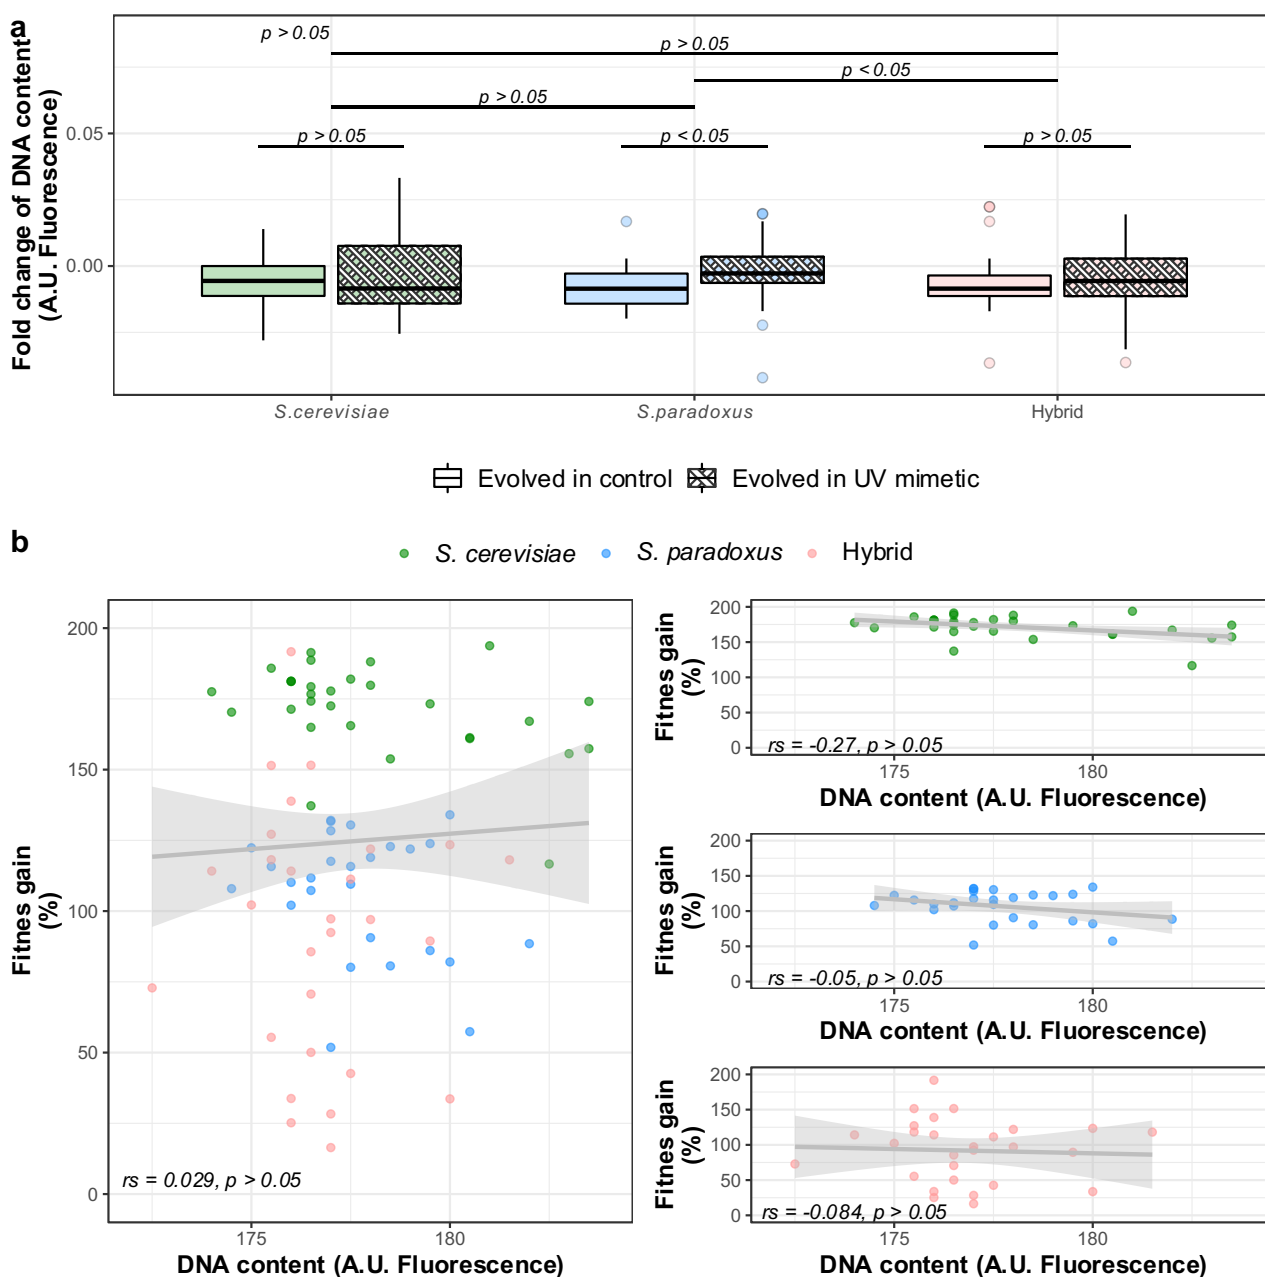 a
p > 0.05
p > 0.05
p < 0.05
p > 0.05
p > 0.05
p < 0.05
p > 0.05
Fold change of DNA content
(A.U. Fluorescence)
0.05
0.00
S.cerevisiae
S.paradoxus
Hybrid
Evolved in control
Evolved in UV mimetic
b
S. cerevisiae
S. paradoxus
Hybrid
Fitnes gain
(%)
200
150
100
50
0
rs = 0.029, p > 0.05
175
180
DNA content (A.U. Fluorescence)
Fitnes gain
(%)
200
150
100
50
0
rs = -0.27, p > 0.05
175
180
DNA content (A.U. Fluorescence)
Fitnes gain
(%)
200
150
100
50
0
rs = -0.05, p > 0.05
175
180
DNA content (A.U. Fluorescence)
Fitnes gain
(%)
200
150
100
50
0
rs = -0.084, p > 0.05
175
180
DNA content (A.U. Fluorescence)